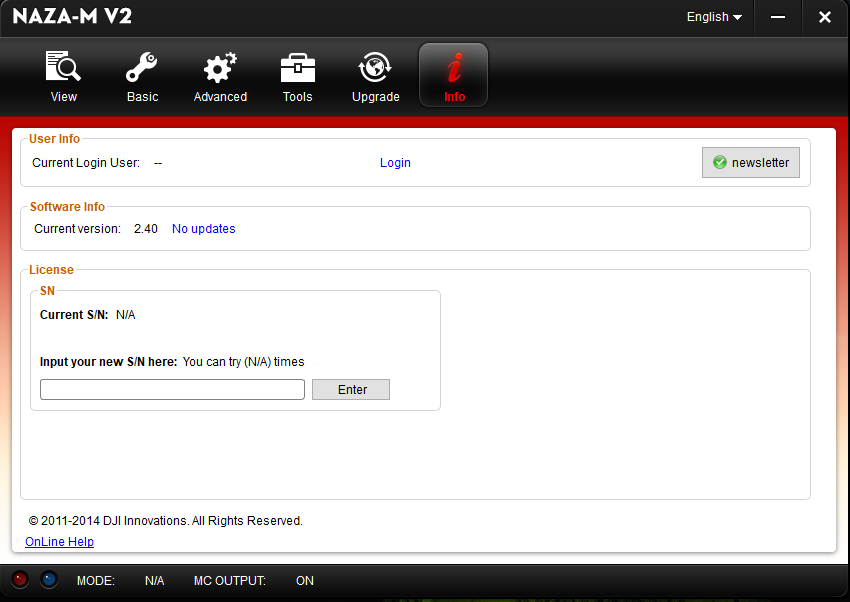 NAZA-M V2
English
View Basic Advanced Tools Upgrade Info
User Info
Current Login User: -- Login newsletter
Software Info
Current version: 2.40 No updates
License
SN
Current S/N: N/A
Input your new S/N here: You can try (N/A) times
Enter
© 2011-2014 DJI Innovations. All Rights Reserved.
OnLine Help
MODE: N/A MC OUTPUT: ON